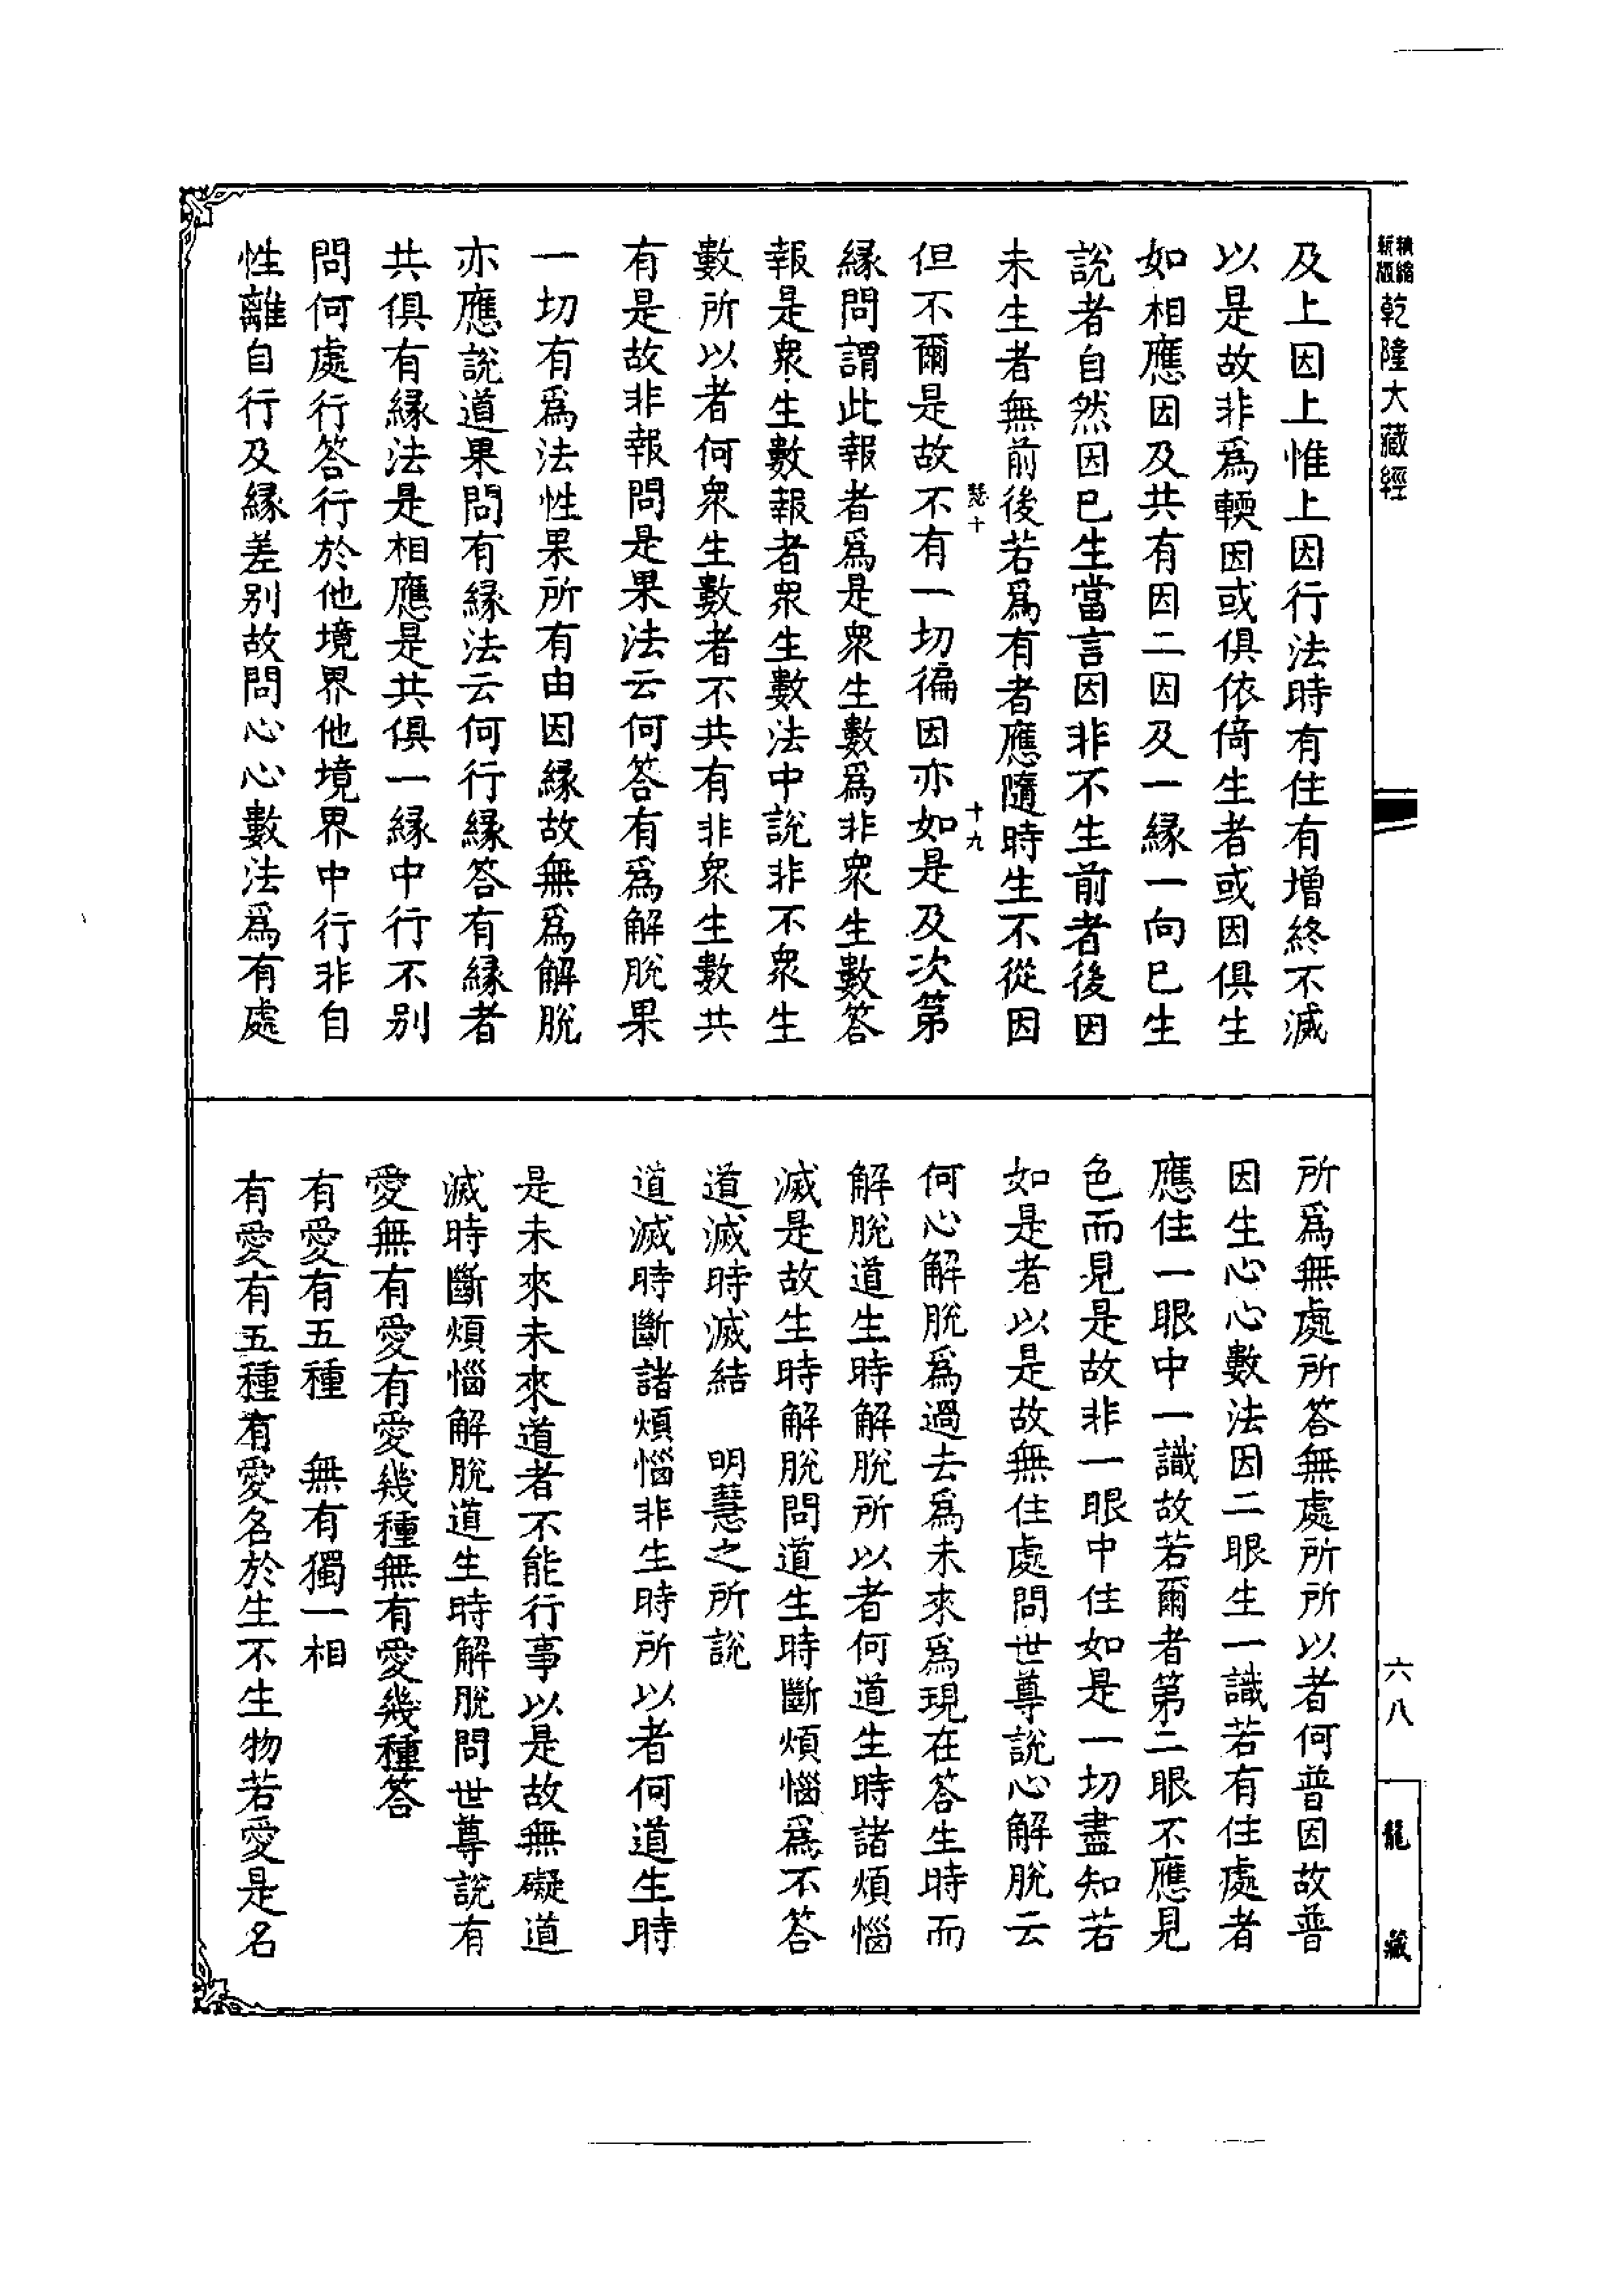 精縮新版乾隆大藏經
及上因上惟上因行法時有住有增終不滅
以是故非爲輭因或俱依倚生者或因俱生
如相應因及共有因二因及一緣一向已生
說者自然因已生當言因非不生前者後因
未生者無前後若爲有者應隨時生不從因
瑟十
十九
但不爾是故不有一切徧因亦如是及次第
緣問謂此報者爲是衆生數爲非衆生數答
報是衆生數報者衆生數法中說非不衆生
數所以者何衆生數者不共有非衆生數共
有是故非報問是果法云何答有爲解脫果
一切有爲法性果所有由因緣故無爲解脫
亦應說道果問有緣法云何行緣答有緣者
共俱有緣法是相應是共俱一緣中行不別
問何處行答行於他境界他境界中行非自
性離自行及緣差别故問心心數法爲有處
所爲無處所答無處所所以者何普因故普
因生心心數法因二眼生一識若有住處者
應住一眼中一識故若爾者第二眼不應見
色而見是故非一眼中住如是一切盡知若
如是者以是故無住處問世尊說心解脫云
何心解脫爲過去爲未來爲現在答生時而
解脫道生時解脫所以者何道生時諸煩惱
滅是故生時解脫問道生時斷煩惱爲不答
道滅時滅結　明慧之所說
道滅時斷諸煩惱非生時所以者何道生時
是未來未來道者不能行事以是故無礙道
滅時斷煩惱解脫道生時解脫問世尊說有
愛無有愛有愛幾種無有愛幾種答
有愛有五種　無有獨一相
有愛有五種有愛名於生不生物若愛是名
六八
龍藏